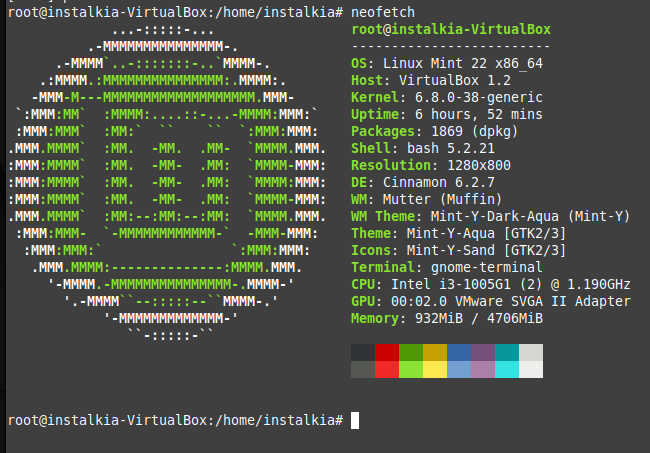 root@instalkia-VirtualBox:/home/instalkia# neofetch
             ...-:::::-...                 root@instalkia-VirtualBox
          .-MMMMMMMMMMMMMMM-.              -------------------------
      .-MMMM`..-:::::::-..`MMMM-.          OS: Linux Mint 22 x86_64
    .:MMMM.:MMMMMMMMMMMMMMM:.MMMM:.        Host: VirtualBox 1.2
   -MMM-M---MMMMMMMMMMMMMMMMMMM.MMM-       Kernel: 6.8.0-38-generic
 `:MMM:MM`  :MMMM:....::-...-MMMM:MMM:`    Uptime: 6 hours, 52 mins
 :MMM:MMM`  :MM:`  ``    ``  `:MMM:MMM:    Packages: 1869 (dpkg)
.MMM.MMMM`  :MM.  -MM.  .MM-  `MMMM.MMM.   Shell: bash 5.2.21
:MMM:MMMM`  :MM.  -MM-  .MM:  `MMMM-MMM:   Resolution: 1280x800
:MMM:MMMM`  :MM.  -MM-  .MM:  `MMMM:MMM:   DE: Cinnamon 6.2.7
:MMM:MMMM`  :MM.  -MM-  .MM:  `MMMM-MMM:   WM: Mutter (Muffin)
.MMM.MMMM`  :MM:--:MM:--:MM:  `MMMM.MMM.   WM Theme: Mint-Y-Dark-Aqua (Mint-Y)
 :MMM:MMM-  `-MMMMMMMMMMMM-`  -MMM-MMM:    Theme: Mint-Y-Aqua [GTK2/3]
  :MMM:MMM:`                `:MMM:MMM:     Icons: Mint-Y-Sand [GTK2/3]
   .MMM.MMMM:--------------:MMMM.MMM.      Terminal: gnome-terminal
     '-MMMM.-MMMMMMMMMMMMMMM-.MMMM-'       CPU: Intel i3-1005G1 (2) @ 1.190GHz
       '.-MMMM``--:::::--``MMMM-.'         GPU: 00:02.0 VMware SVGA II Adapter
            '-MMMMMMMMMMMMM-'              Memory: 932MiB / 4706MiB
               ``-:::::-``
root@instalkia-VirtualBox:/home/instalkia#